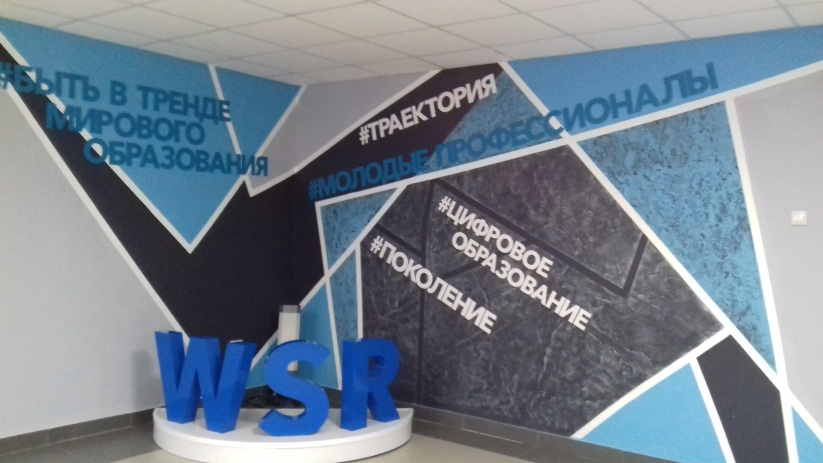 #БЫТЬ В ТРЕНДЕ
МИРОВОГО
ОБРАЗОВАНИЯ
#ТРАЕКТОРИЯ
#МОЛОДЫЕ ПРОФЕССИОНАЛЫ
#ЦИФРОВОЕ
ОБРАЗОВАНИЕ
#ПОКОЛЕНИЕ
WSR